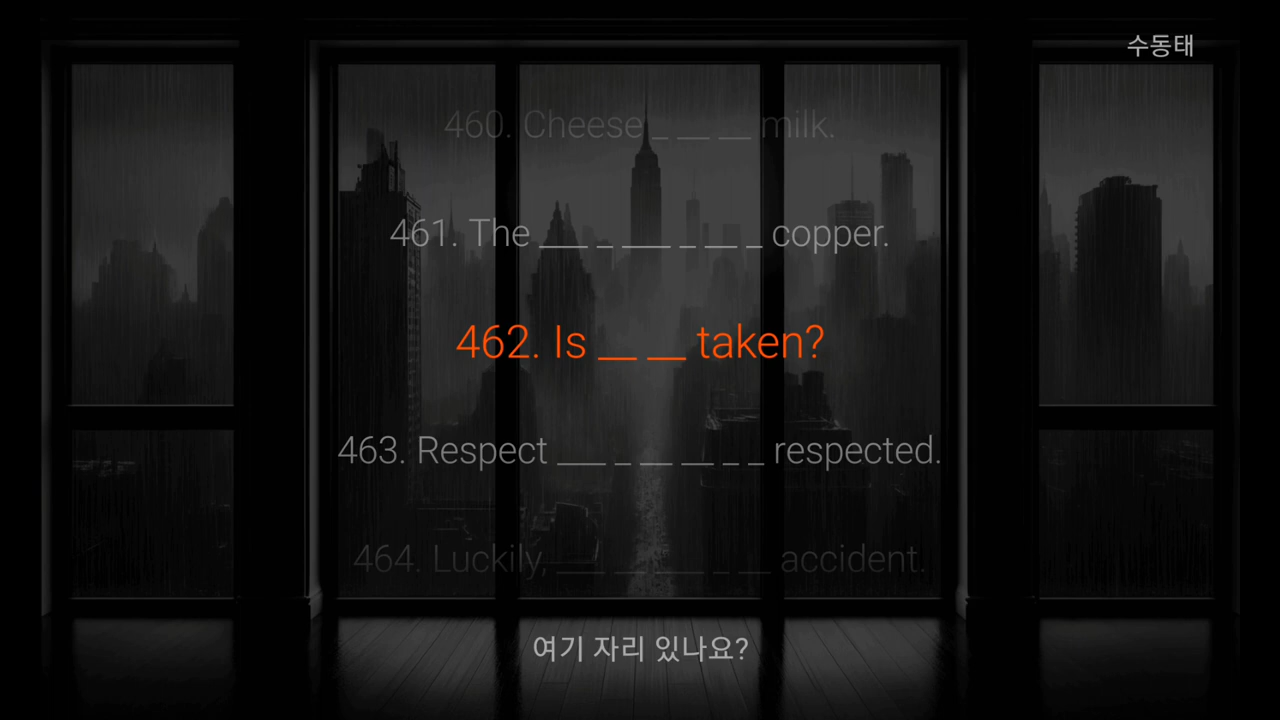 수동태
460. Cheese _ __ __ milk.
461. The ___ _ ___ _ __ _ copper.
462. Is __ __ taken?
463. Respect ___ _ __ __ _ _ respected.
464. Luckily, ___ _ ____ _ __ accident.
여기 자리 있나요?